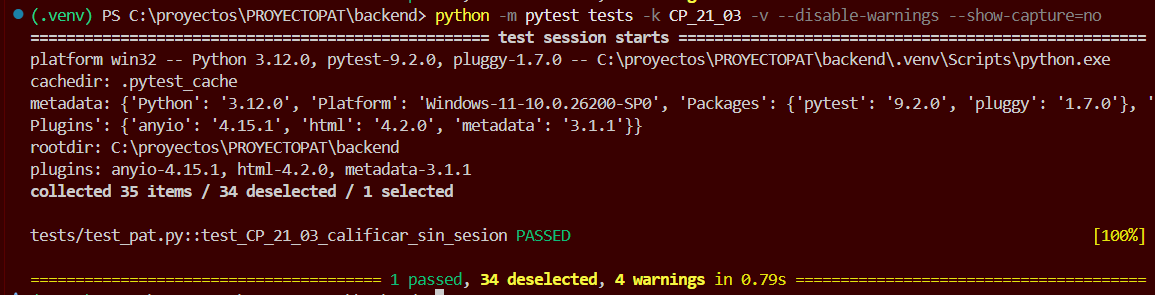 (.venv) PS C:\proyectos\PROYECTOPAT\backend> python -m pytest tests -k CP_21_03 -v --disable-warnings --show-capture=no
================================================== test session starts ===================================================
platform win32 -- Python 3.12.0, pytest-9.2.0, pluggy-1.7.0 -- C:\proyectos\PROYECTOPAT\backend\.venv\Scripts\python.exe
cachedir: .pytest_cache
metadata: {'Python': '3.12.0', 'Platform': 'Windows-11-10.0.26200-SP0', 'Packages': {'pytest': '9.2.0', 'pluggy': '1.7.0'}, '
Plugins': {'anyio': '4.15.1', 'html': '4.2.0', 'metadata': '3.1.1'}}
rootdir: C:\proyectos\PROYECTOPAT\backend
plugins: anyio-4.15.1, html-4.2.0, metadata-3.1.1
collected 35 items / 34 deselected / 1 selected
tests/test_pat.py::test_CP_21_03_calificar_sin_sesion PASSED [100%]
====================================== 1 passed, 34 deselected, 4 warnings in 0.79s ======================================